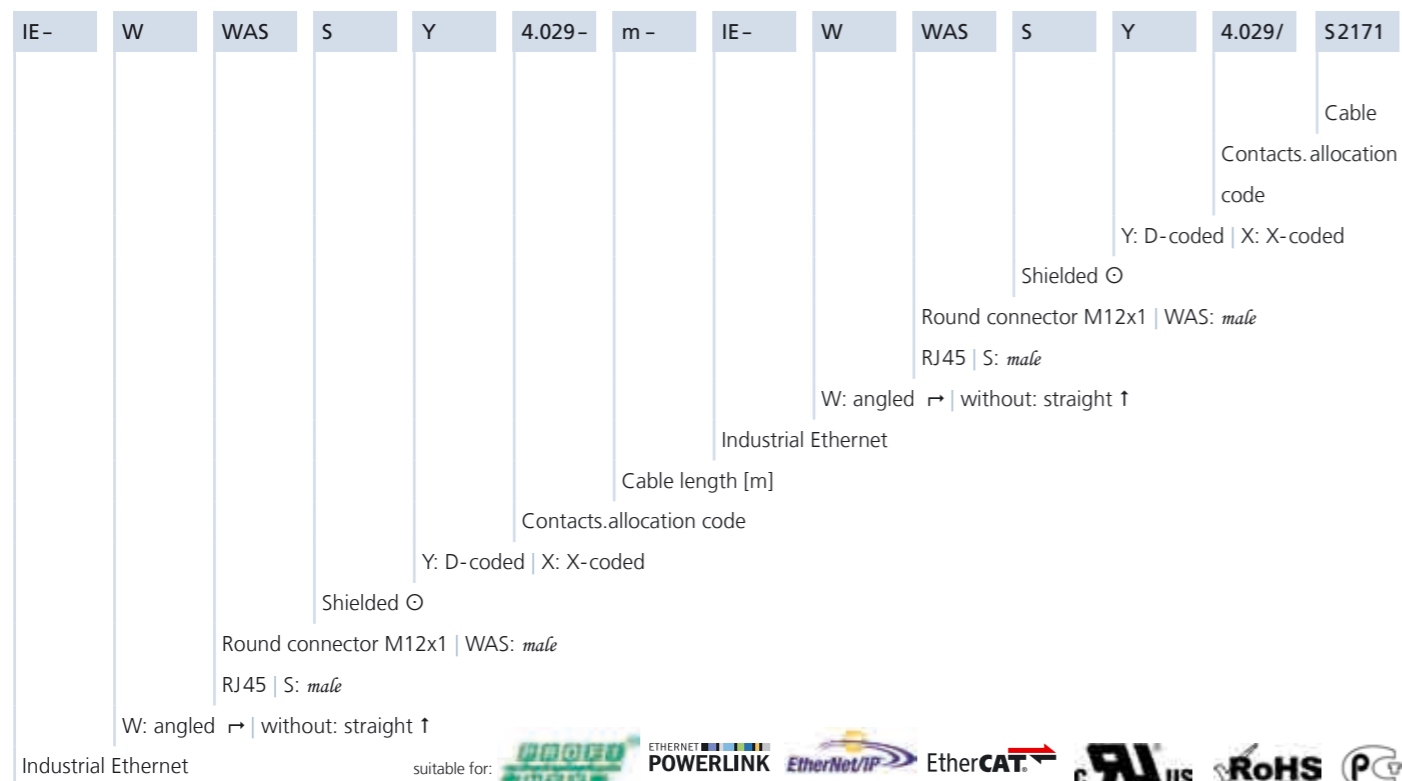 IE- W WAS S Y 4.029- m- IE- W WAS S Y 4.029/ S2171
Cable
Contacts.allocation
code
Y: D-coded | X: X-coded
Shielded ⊙
Round connector M12x1 | WAS: male
RJ45 | S: male
W: angled ↱ | without: straight ↑
Industrial Ethernet
Cable length [m]
Contacts.allocation code
Y: D-coded | X: X-coded
Shielded ⊙
Round connector M12x1 | WAS: male
RJ45 | S: male
W: angled ↱ | without: straight ↑
Industrial Ethernet
suitable for:
ETHERNET
POWERLINK
EtherNet/IP
EtherCAT.
c US
RoHS